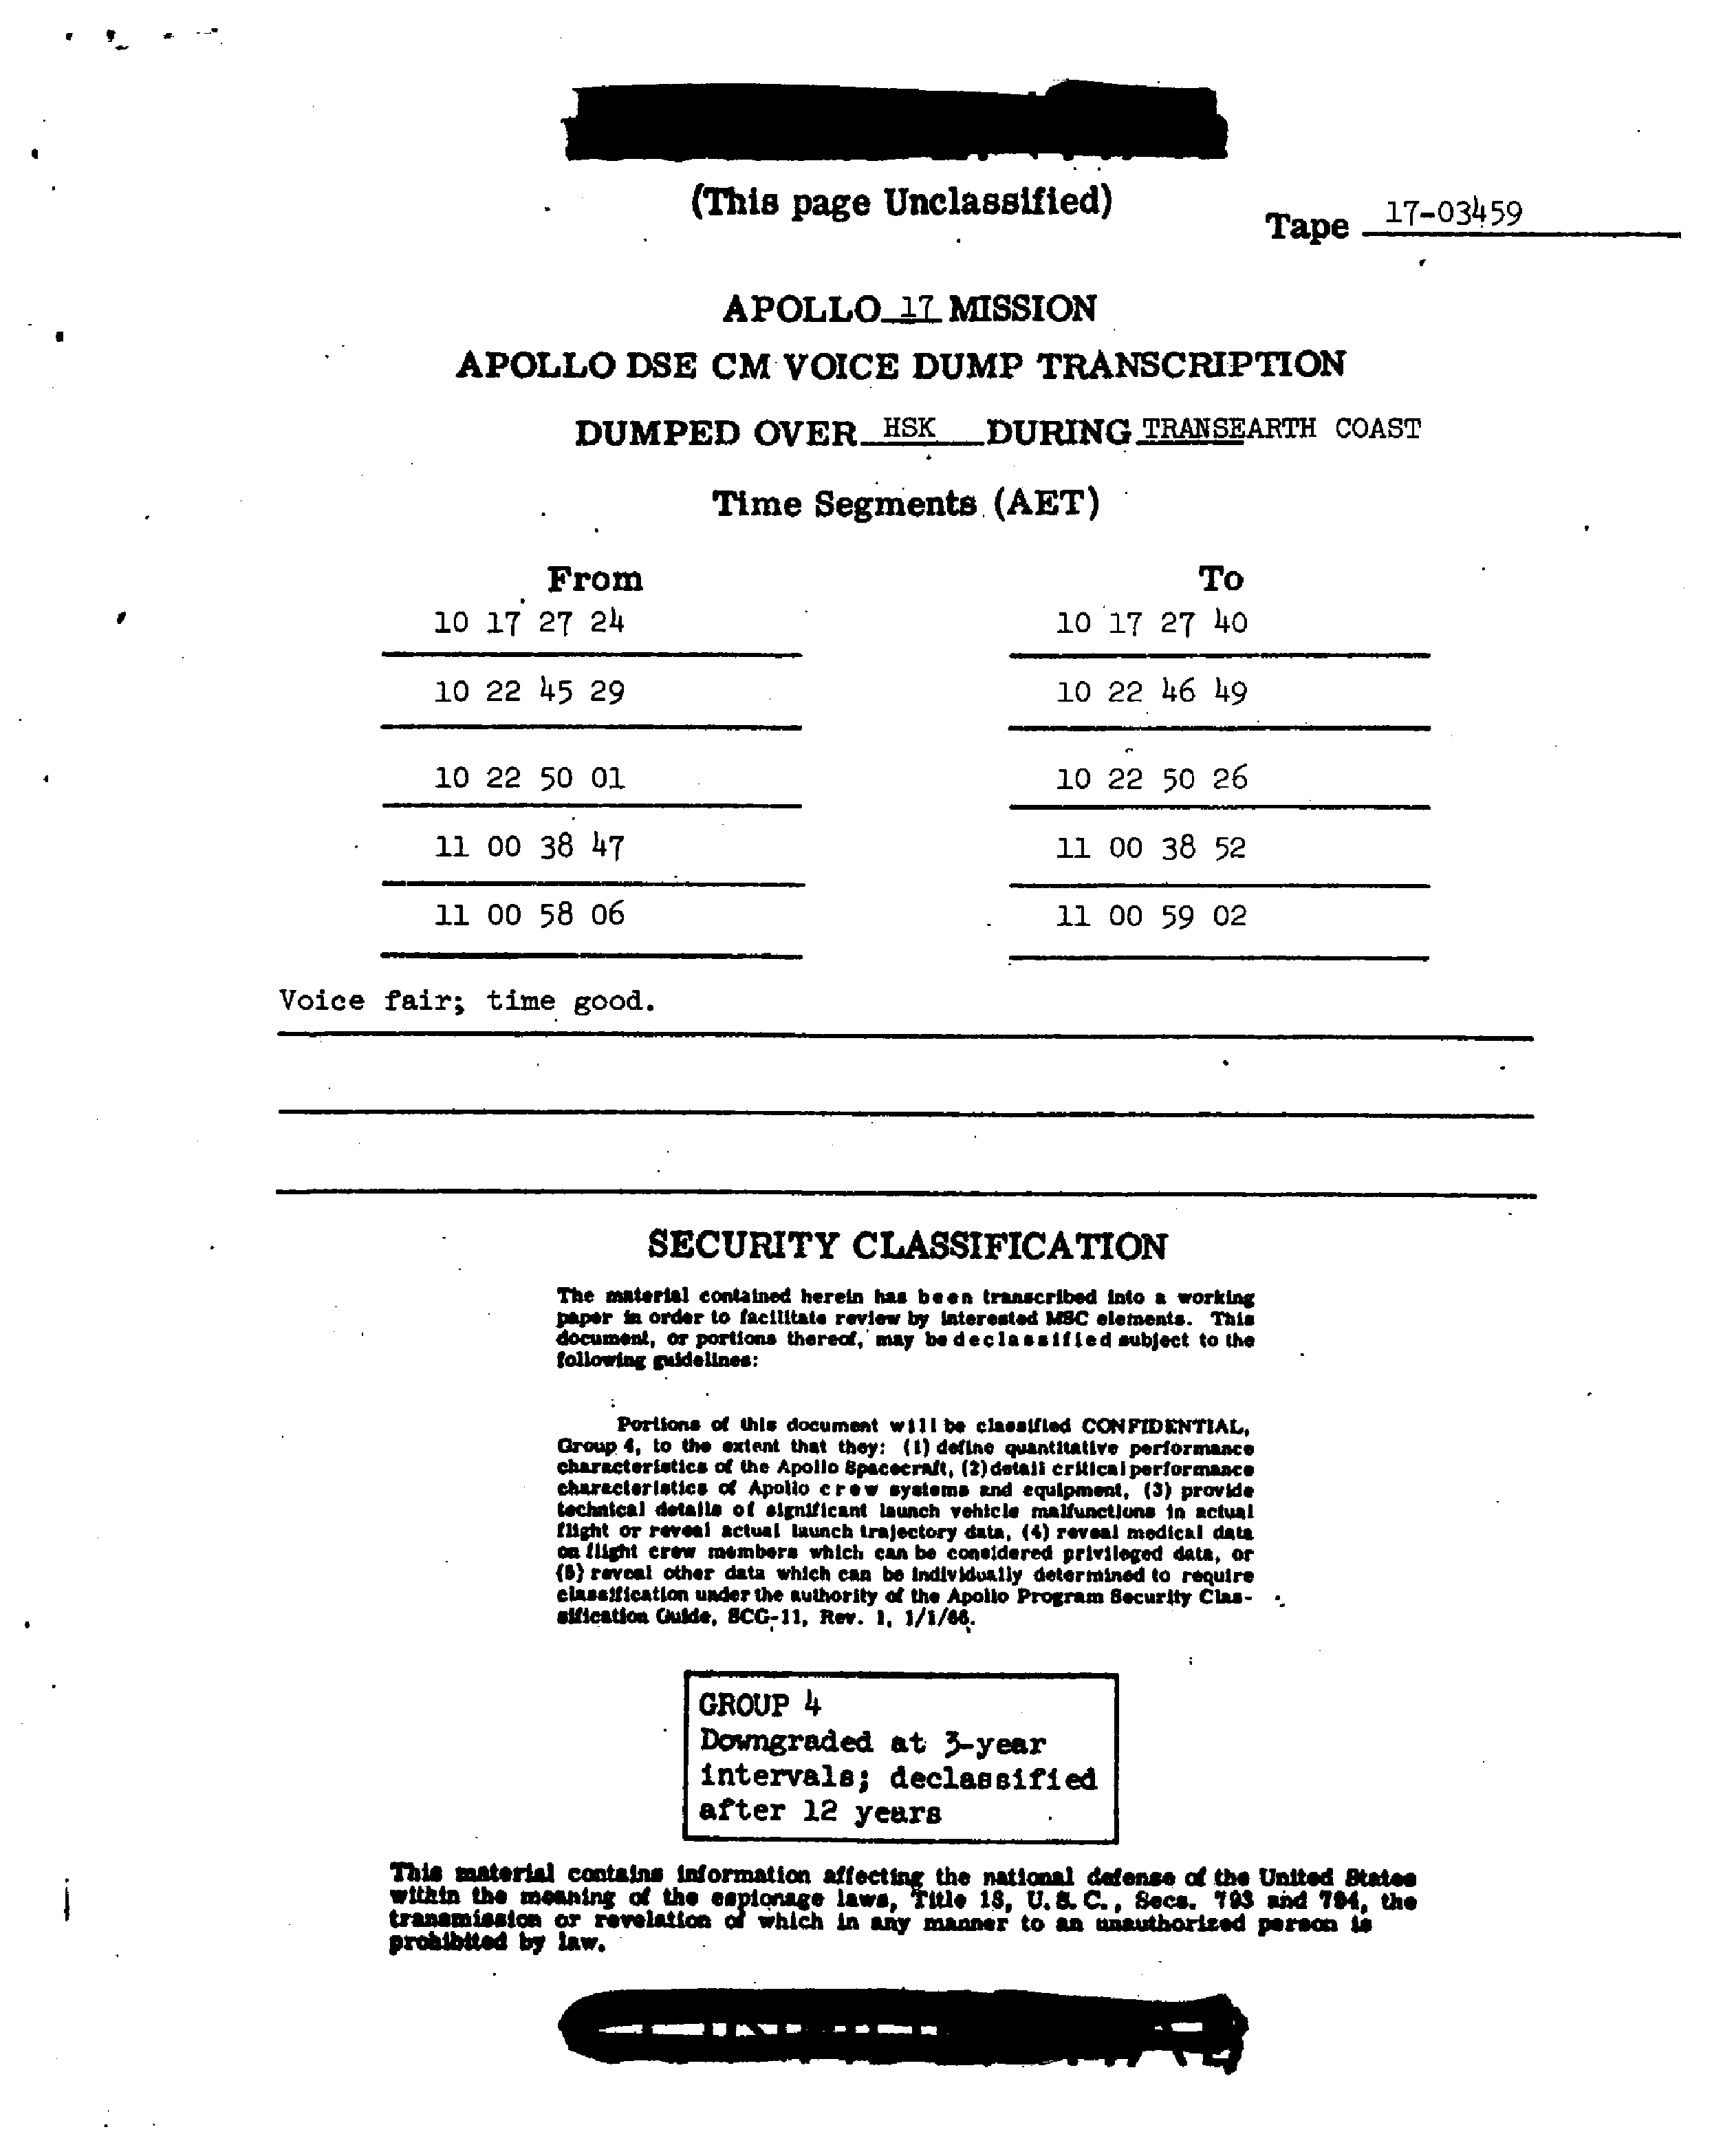 (This page Unclassified)
Tape 17-03459
APOLLO 17 MISSION
APOLLO DSE CM VOICE DUMP TRANSCRIPTION
DUMPED OVER HSK DURING TRANSEARTH COAST
Time Segments (AET)
From To
10 17 27 24 10 17 27 40
10 22 45 29 10 22 46 49
10 22 50 01 10 22 50 26
11 00 38 47 11 00 38 52
11 00 58 06 11 00 59 02
Voice fair; time good.
SECURITY CLASSIFICATION
The material contained herein has been transcribed into a working
paper in order to facilitate review by interested MSC elements. This
document, or portions thereof, may be declassified subject to the
following guidelines:
Portions of this document will be classified CONFIDENTIAL,
Group 4, to the extent that they: (1) define quantitative performance
characteristics of the Apollo Spacecraft, (2) detail critical performance
characteristics of Apollo crew systems and equipment, (3) provide
technical details of significant launch vehicle malfunctions in actual
flight or reveal actual launch trajectory data, (4) reveal medical data
on flight crew members which can be considered privileged data, or
(5) reveal other data which can be individually determined to require
classification under the authority of the Apollo Program Security Clas-
sification Guide, SCG-11, Rev. 1, 1/1/66.
GROUP 4
Downgraded at 3-year
intervals; declassified
after 12 years
This material contains information affecting the national defense of the United States
within the meaning of the espionage laws, Title 18, U. S. C., Secs. 793 and 794, the
transmission or revelation of which in any manner to an unauthorized person is
prohibited by law.